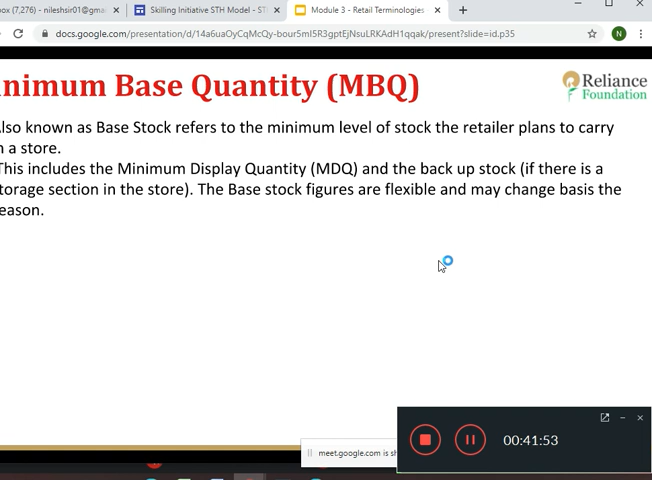 box (7,276) - nileshsir01@gma
Skilling Initiative STH Model - ST
Module 3 - Retail Terminologies
docs.google.com/presentation/d/14a6uaOyCqMcQy-bour5mI5R3gptEjNsuLRKAdH1qqak/present?slide=id.p35
N
nimum Base Quantity (MBQ)
Reliance
Foundation
Also known as Base Stock refers to the minimum level of stock the retailer plans to carry
n a store.
This includes the Minimum Display Quantity (MDQ) and the back up stock (if there is a
torage section in the store). The Base stock figures are flexible and may change basis the
eason.
00:41:53
meet.google.com is sh